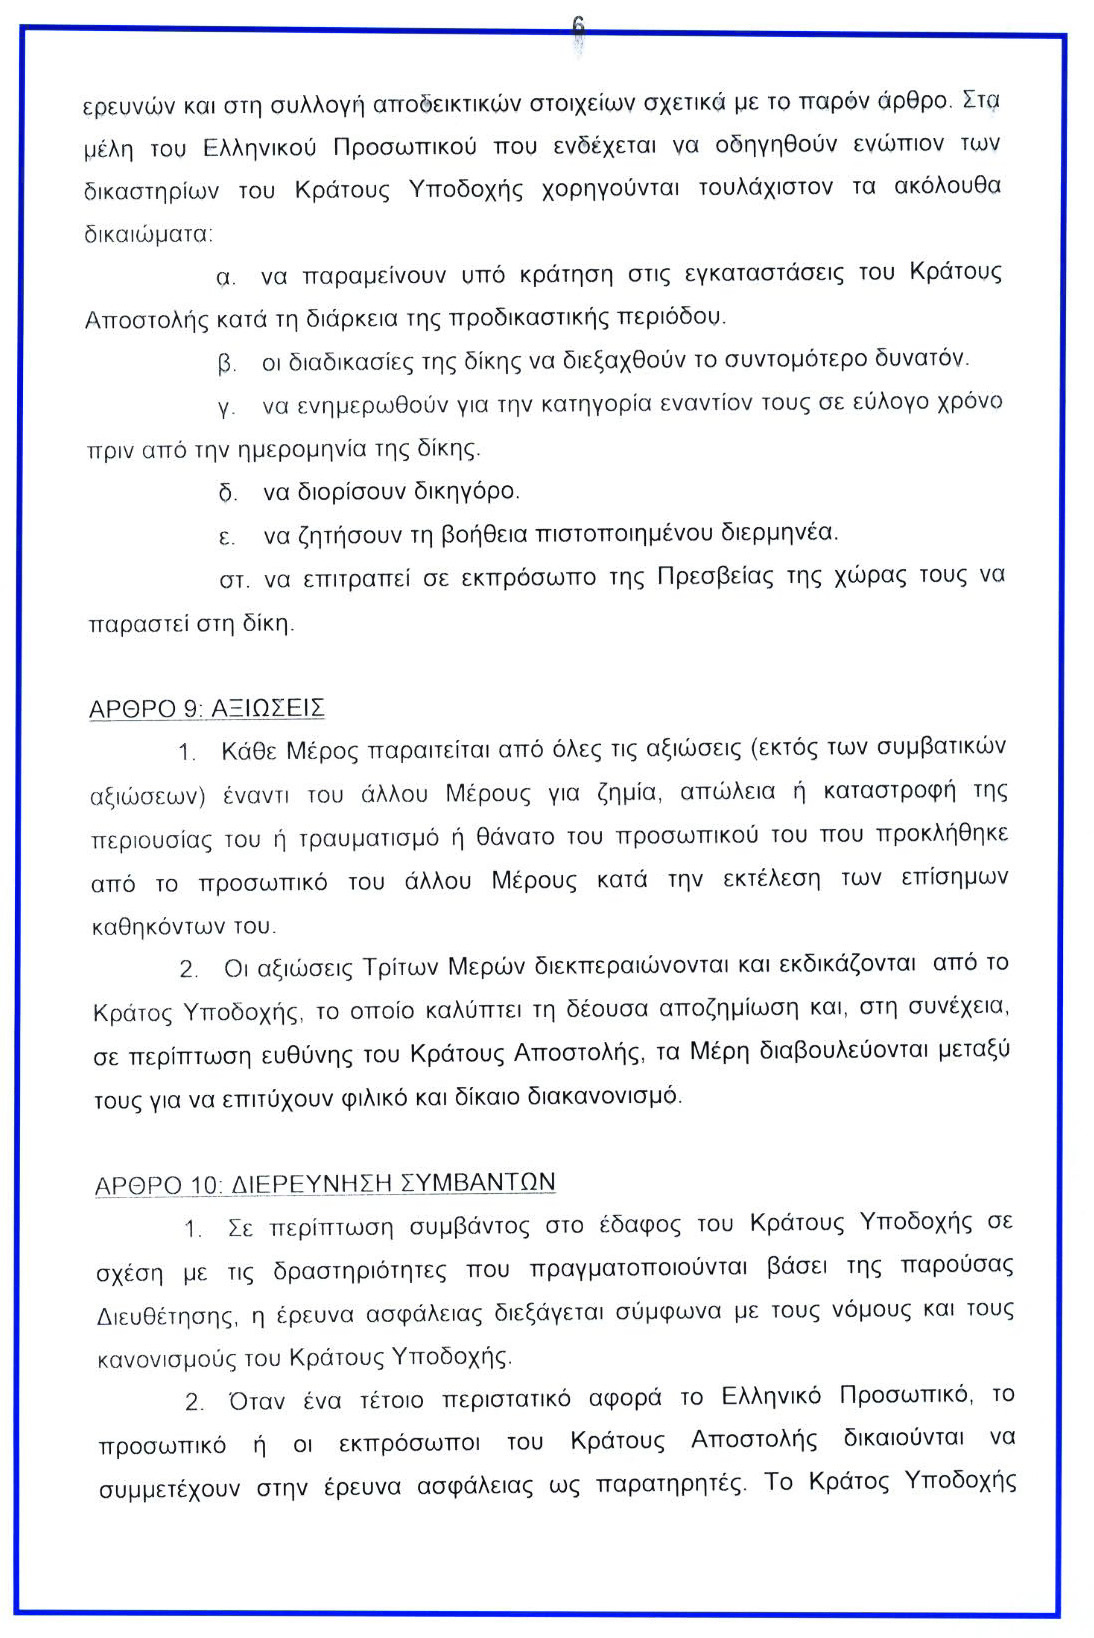 6
ερευνών και στη συλλογή αποδεικτικών στοιχείων σχετικά με το παρόν άρθρο. Στα
μέλη του Ελληνικού Προσωπικού που ενδέχεται να οδηγηθούν ενώπιον των
δικαστηρίων του Κράτους Υποδοχής χορηγούνται τουλάχιστον τα ακόλουθα
δικαιώματα:
α. να παραμείνουν υπό κράτηση στις εγκαταστάσεις του Κράτους
Αποστολής κατά τη διάρκεια της προδικαστικής περιόδου.
β. οι διαδικασίες της δίκης να διεξαχθούν το συντομότερο δυνατόν.
γ. να ενημερωθούν για την κατηγορία εναντίον τους σε εύλογο χρόνο
πριν από την ημερομηνία της δίκης.
δ. να διορίσουν δικηγόρο.
ε. να ζητήσουν τη βοήθεια πιστοποιημένου διερμηνέα.
στ. να επιτραπεί σε εκπρόσωπο της Πρεσβείας της χώρας τους να
παραστεί στη δίκη.
ΑΡΘΡΟ 9: ΑΞΙΩΣΕΙΣ
1. Κάθε Μέρος παραιτείται από όλες τις αξιώσεις (εκτός των συμβατικών
αξιώσεων) έναντι του άλλου Μέρους για ζημία, απώλεια ή καταστροφή της
περιουσίας του ή τραυματισμό ή θάνατο του προσωπικού του που προκλήθηκε
από το προσωπικό του άλλου Μέρους κατά την εκτέλεση των επίσημων
καθηκόντων του.
2. Οι αξιώσεις Τρίτων Μερών διεκπεραιώνονται και εκδικάζονται από το
Κράτος Υποδοχής, το οποίο καλύπτει τη δέουσα αποζημίωση και, στη συνέχεια,
σε περίπτωση ευθύνης του Κράτους Αποστολής, τα Μέρη διαβουλεύονται μεταξύ
τους για να επιτύχουν φιλικό και δίκαιο διακανονισμό.
ΑΡΘΡΟ 10: ΔΙΕΡΕΥΝΗΣΗ ΣΥΜΒΑΝΤΩΝ
1. Σε περίπτωση συμβάντος στο έδαφος του Κράτους Υποδοχής σε
σχέση με τις δραστηριότητες που πραγματοποιούνται βάσει της παρούσας
Διευθέτησης, η έρευνα ασφάλειας διεξάγεται σύμφωνα με τους νόμους και τους
κανονισμούς του Κράτους Υποδοχής.
2. Όταν ένα τέτοιο περιστατικό αφορά το Ελληνικό Προσωπικό, το
προσωπικό ή οι εκπρόσωποι του Κράτους Αποστολής δικαιούνται να
συμμετέχουν στην έρευνα ασφάλειας ως παρατηρητές. Το Κράτος Υποδοχής